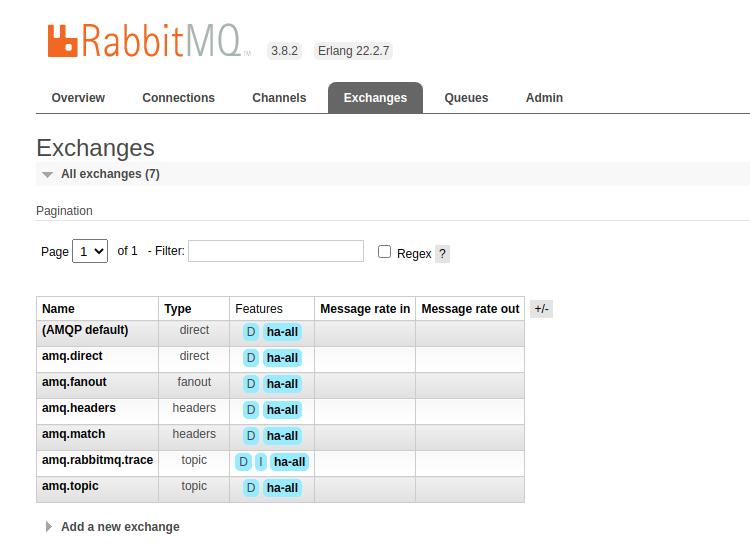 RabbitMQ™ 3.8.2 Erlang 22.2.7
Overview Connections Channels Exchanges Queues Admin
Exchanges
All exchanges (7)
Pagination
Page 1 of 1 - Filter: Regex ?
Name Type Features Message rate in Message rate out +/-
(AMQP default) direct D ha-all
amq.direct direct D ha-all
amq.fanout fanout D ha-all
amq.headers headers D ha-all
amq.match headers D ha-all
amq.rabbitmq.trace topic D I ha-all
amq.topic topic D ha-all
Add a new exchange